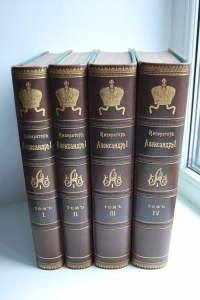 Императоръ
Александръ I
Томъ
I.
Императоръ
Александръ I
Томъ
II.
Императоръ
Александръ I
Томъ
III.
Императоръ
Александръ I
Томъ
IV.